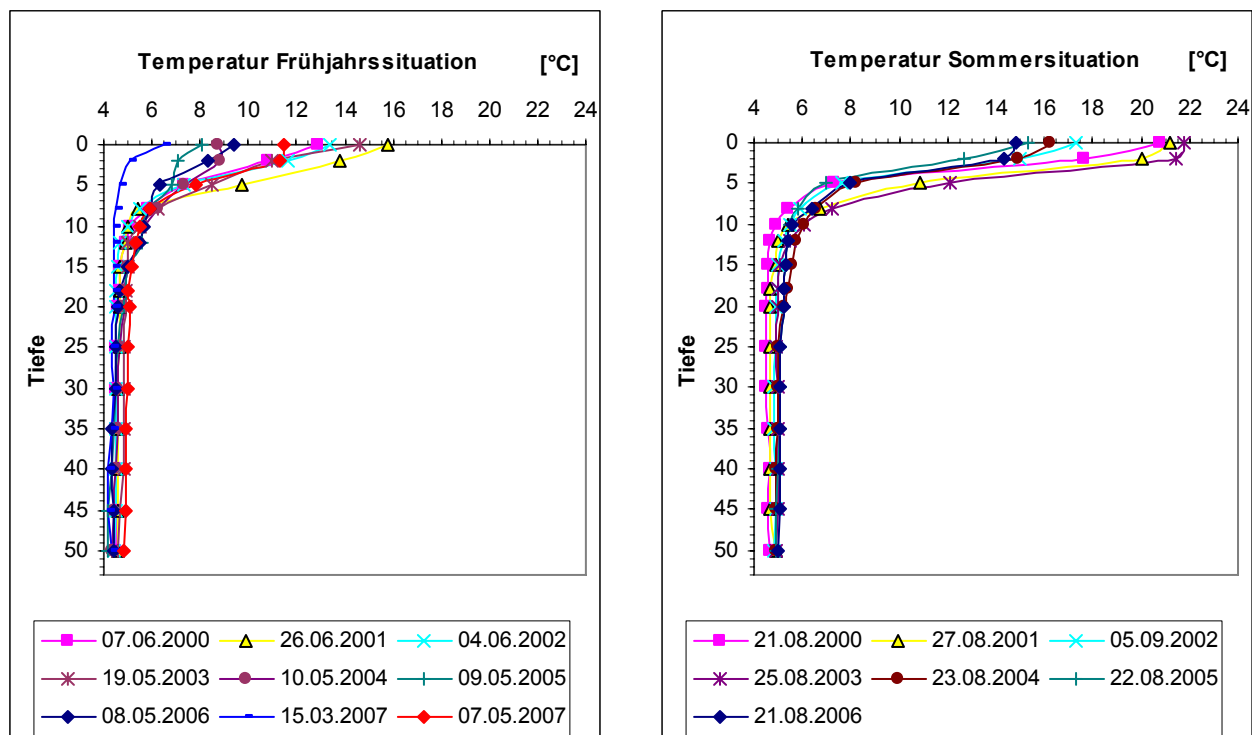 Temperatur Frühjahrssituation [°C]
4 6 8 10 12 14 16 18 20 22 24
0
5
10
15
20
25
30
35
40
45
50
Tiefe
07.06.2000 26.06.2001 04.06.2002
19.05.2003 10.05.2004 09.05.2005
08.05.2006 15.03.2007 07.05.2007
Temperatur Sommersituation [°C]
4 6 8 10 12 14 16 18 20 22 24
0
5
10
15
20
25
30
35
40
45
50
Tiefe
21.08.2000 27.08.2001 05.09.2002
25.08.2003 23.08.2004 22.08.2005
21.08.2006